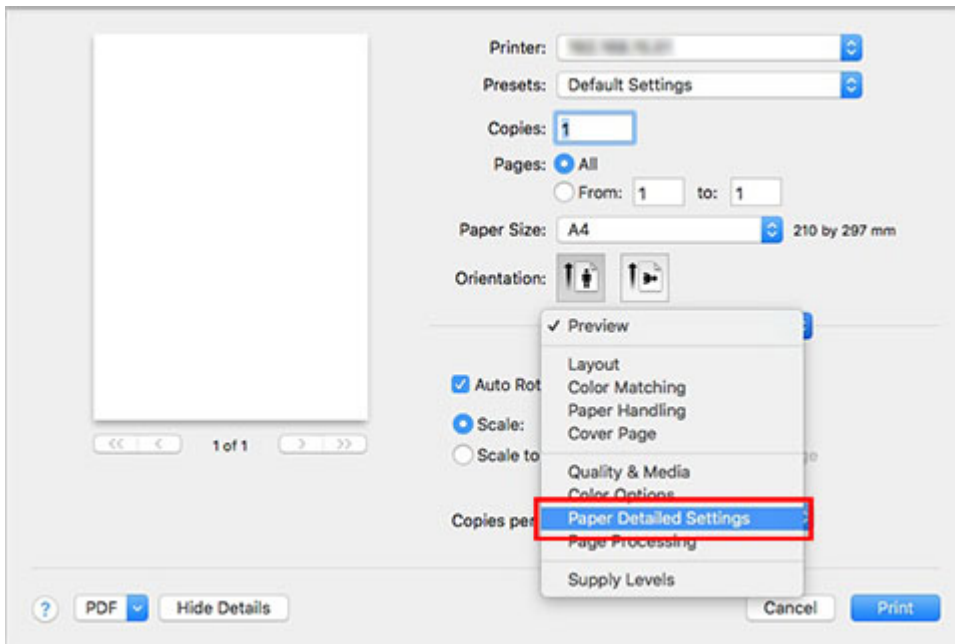 Printer:
Presets: Default Settings
Copies: 1
Pages: All
From: 1 to: 1
Paper Size: A4 210 by 297 mm
Orientation:
✓ Preview
Layout
Auto Rot Color Matching
Paper Handling
Scale: Cover Page
Scale to
Quality & Media
Color Options
Copies per Paper Detailed Settings
Page Processing
Supply Levels
<< < 1 of 1 > >>
? PDF Hide Details Cancel Print